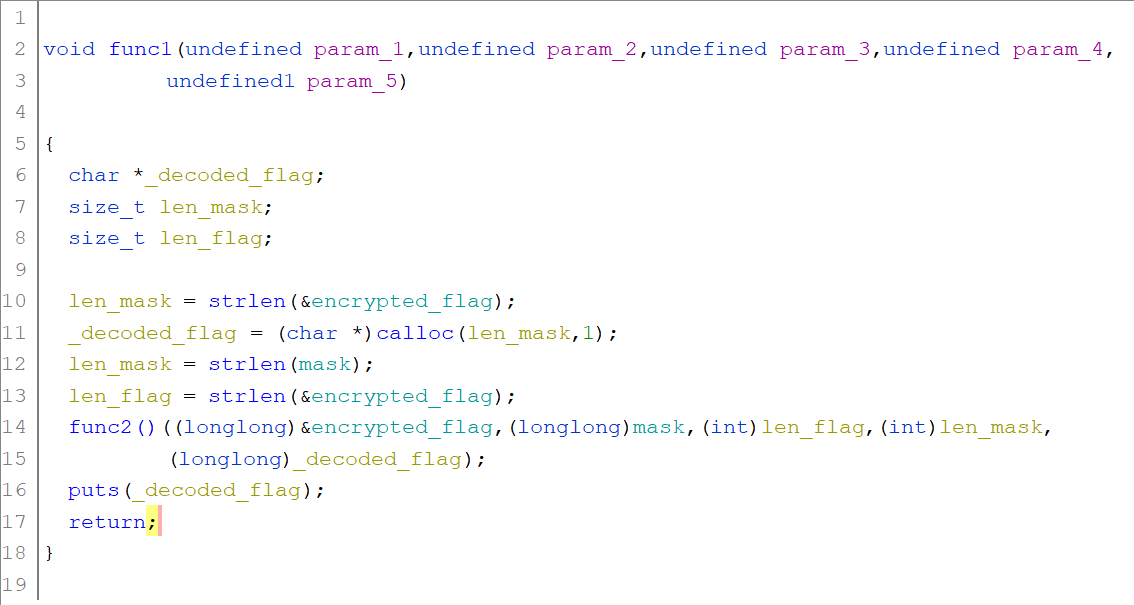 1
2 void func1(undefined param_1,undefined param_2,undefined param_3,undefined param_4,
3 undefined1 param_5)
4
5 {
6 char *_decoded_flag;
7 size_t len_mask;
8 size_t len_flag;
9
10 len_mask = strlen(&encrypted_flag);
11 _decoded_flag = (char *)calloc(len_mask,1);
12 len_mask = strlen(mask);
13 len_flag = strlen(&encrypted_flag);
14 func2()((longlong)&encrypted_flag,(longlong)mask,(int)len_flag,(int)len_mask,
15 (longlong)_decoded_flag);
16 puts(_decoded_flag);
17 return;
18 }
19